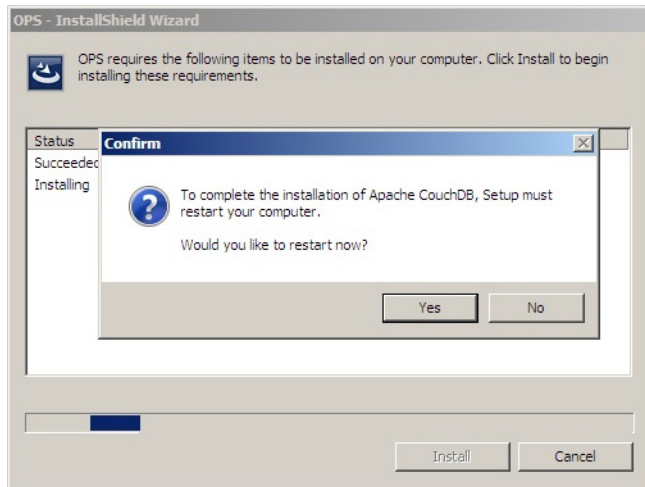 OPS - InstallShield Wizard
OPS requires the following items to be installed on your computer. Click Install to begin
installing these requirements.
Status
Succeeded
Installing
Confirm
To complete the installation of Apache CouchDB, Setup must
restart your computer.
Would you like to restart now?
Yes No
Install Cancel